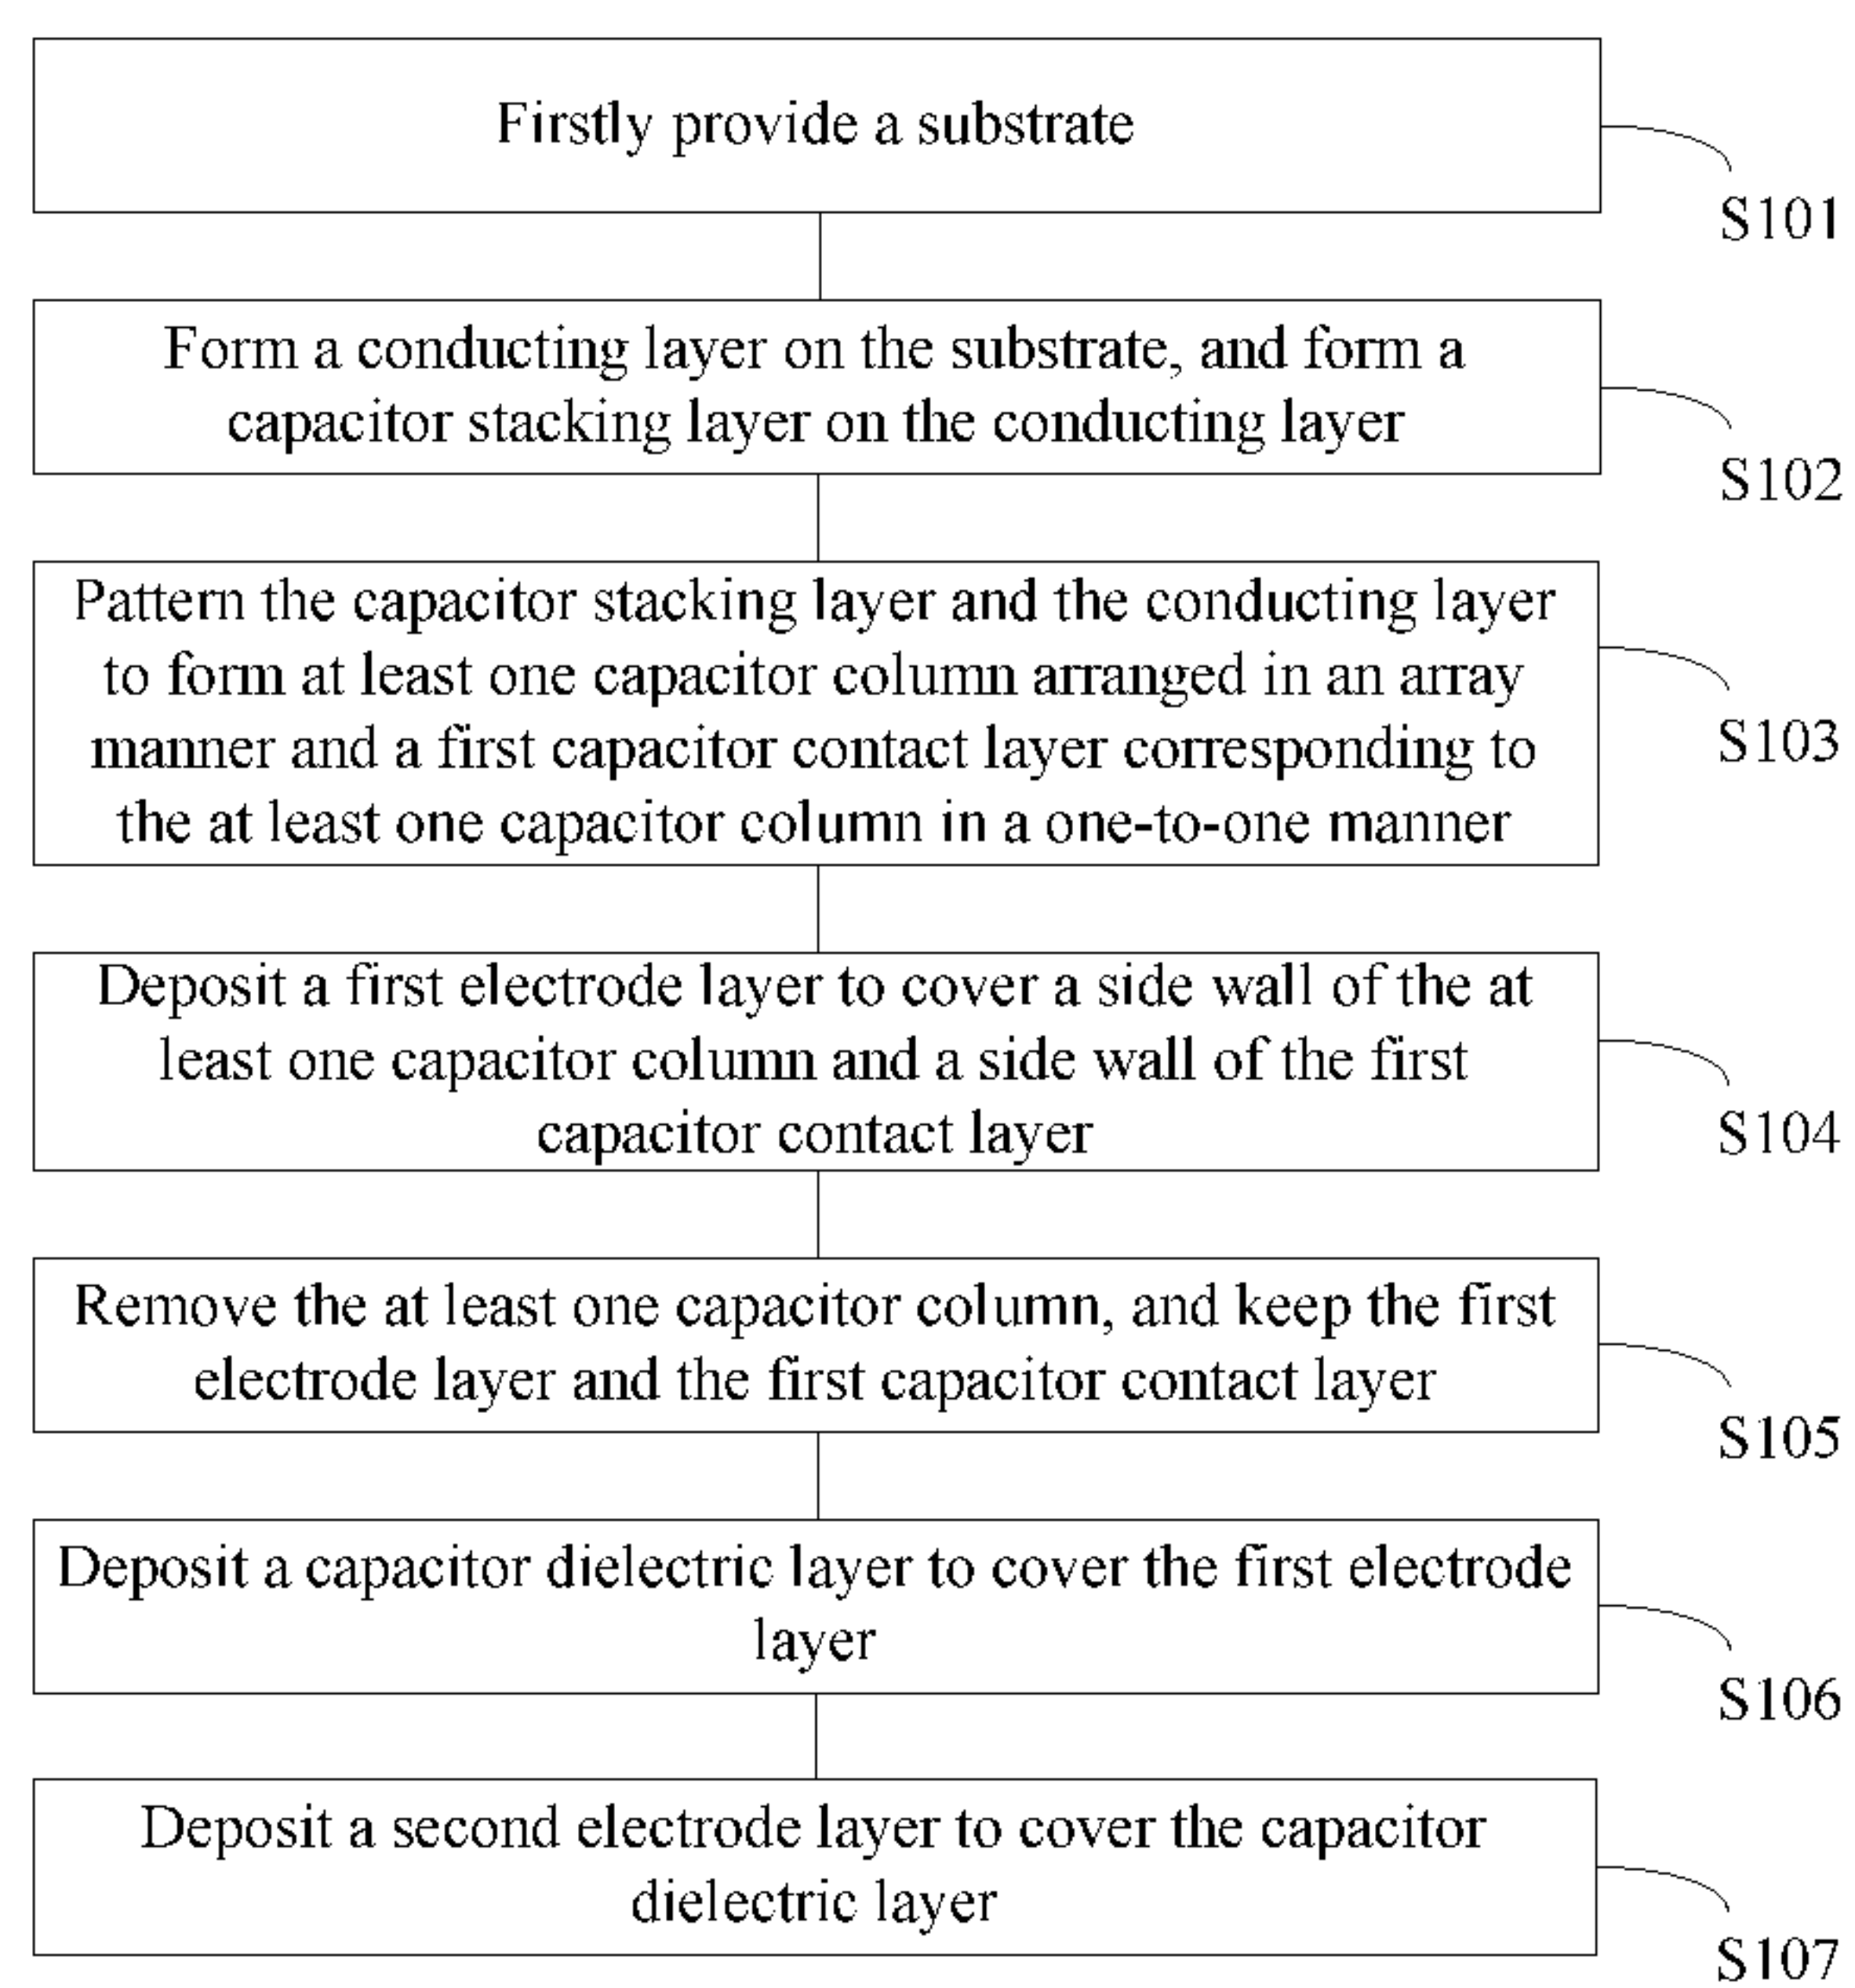 Firstly provide a substrate
S101
Form a conducting layer on the substrate, and form a
capacitor stacking layer on the conducting layer
S102
Pattern the capacitor stacking layer and the conducting layer
to form at least one capacitor column arranged in an array
manner and a first capacitor contact layer corresponding to
the at least one capacitor column in a one-to-one manner
S103
Deposit a first electrode layer to cover a side wall of the at
least one capacitor column and a side wall of the first
capacitor contact layer
S104
Remove the at least one capacitor column, and keep the first
electrode layer and the first capacitor contact layer
S105
Deposit a capacitor dielectric layer to cover the first electrode
layer
S106
Deposit a second electrode layer to cover the capacitor
dielectric layer
S107